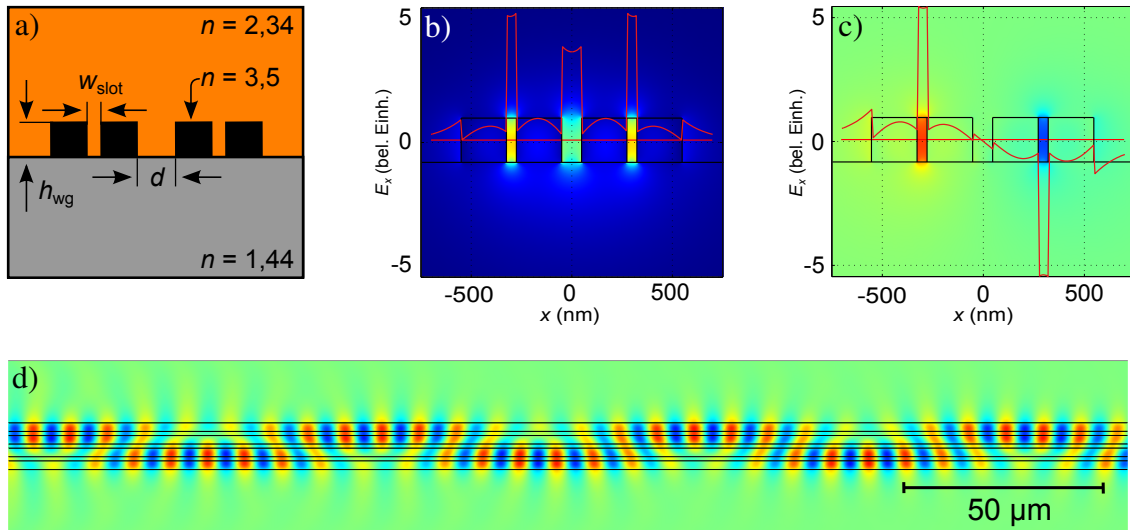 a)
n = 2,34
w_slot
n = 3,5
d
h_wg
n = 1,44
b)
5
0
-5
E_x (bel. Einh.)
-500
0
500
x (nm)
c)
5
0
-5
E_x (bel. Einh.)
-500
0
500
x (nm)
d)
50 µm